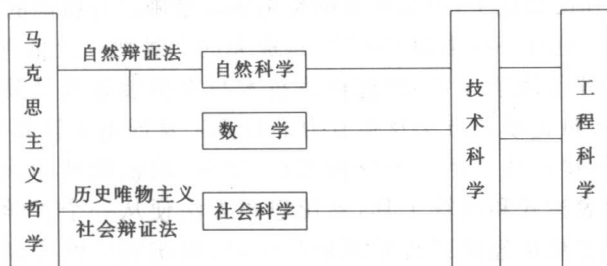 马克思主义哲学
自然辩证法
自然科学
数 学
历史唯物主义
社会辩证法
社会科学
技术科学
工程科学